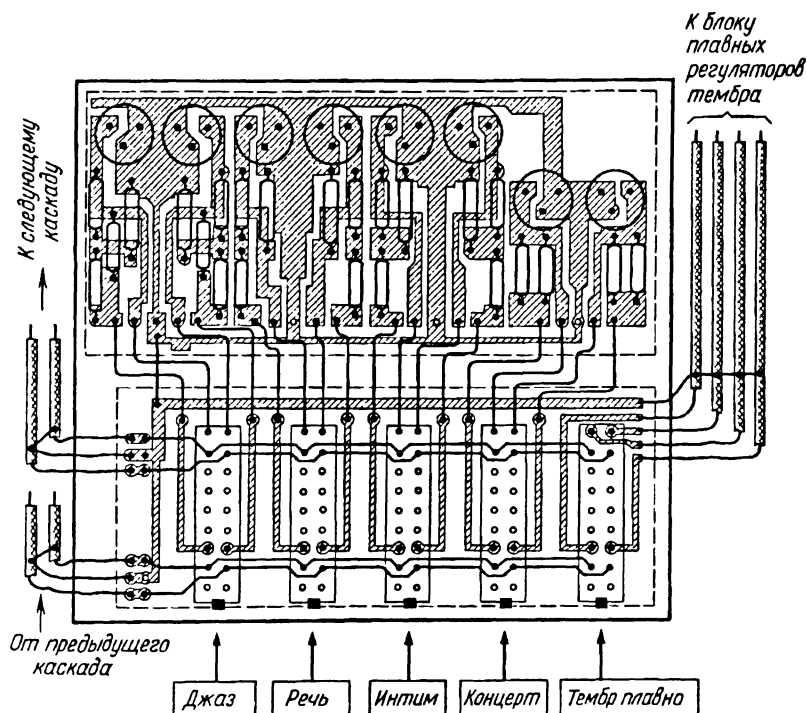 К блоку
плавных
регуляторов
тембра
К следующему
каскаду
От предыдущего
каскада
Джаз
Речь
Интим
Концерт
Тембр плавно